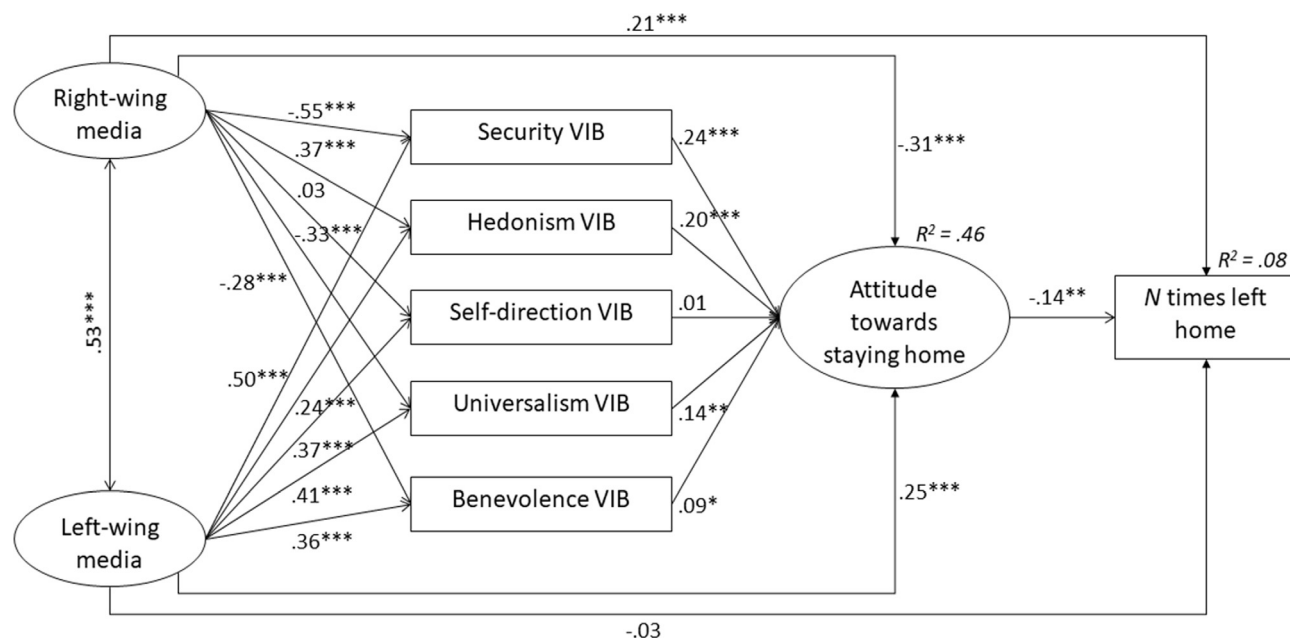 .21***
Right-wing
media
-.55***
.37***
.03
-.33***
-.28***
Security VIB
.24***
-.31***
Hedonism VIB
.20***
R² = .46
R² = .08
.53***
Self-direction VIB
.01
Attitude
towards
staying home
-.14**
N times left
home
.50***
.24***
.37***
.41***
.36***
Universalism VIB
.14**
Benevolence VIB
.09*
.25***
Left-wing
media
-.03